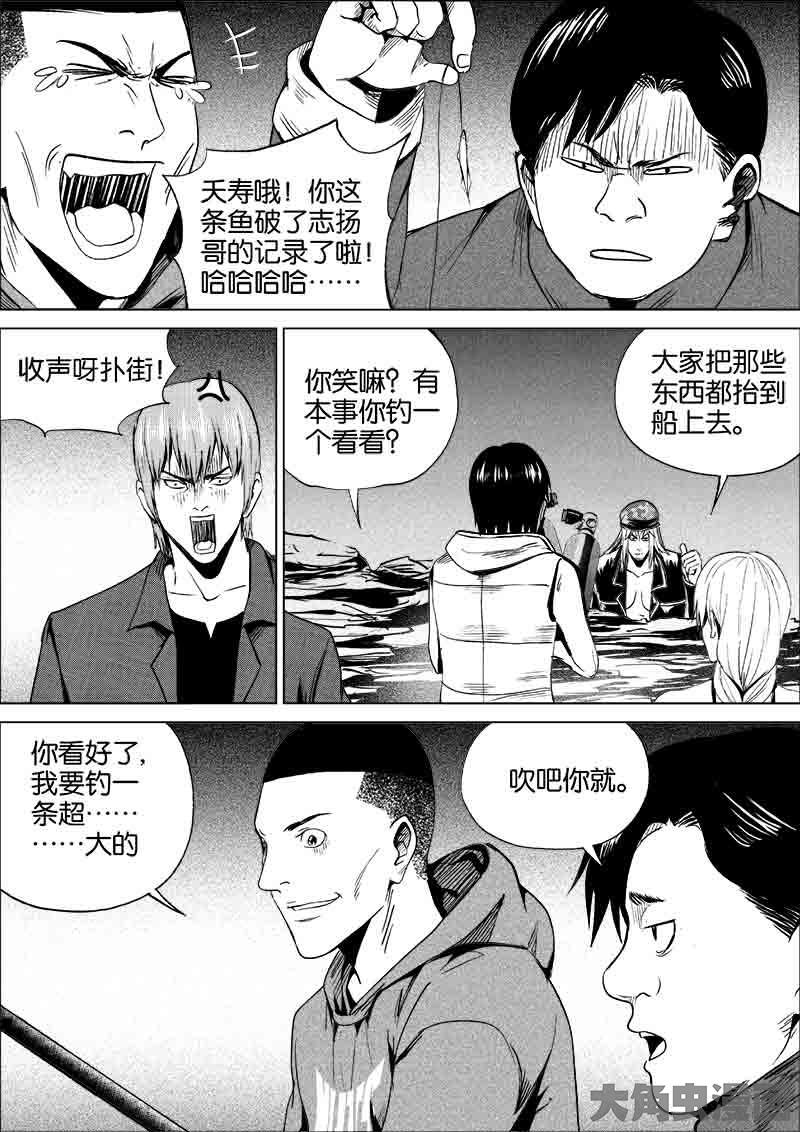 夭寿哦！你这
条鱼破了志扬
哥的记录了啦！
哈哈哈哈……
收声呀扑街！
你笑嘛？有
本事你钓一
个看看？
大家把那些
东西都抬到
船上去。
你看好了，
我要钓一
条超……
……大的
吹吧你就。
大角虫漫画